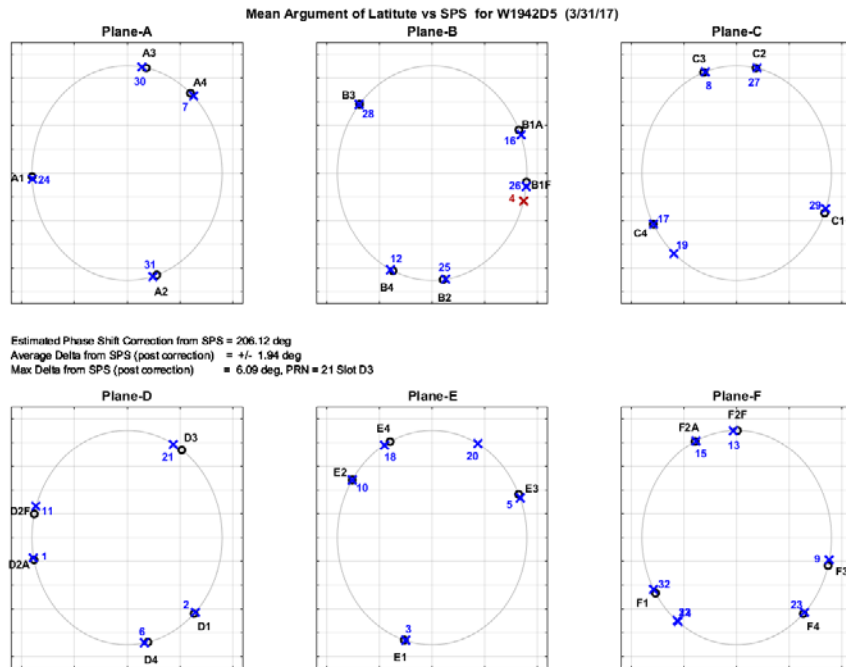 Mean Argument of Latitute vs SPS for W1942D5 (3/31/17)
Plane-A
Plane-B
Plane-C
A3
30
A4
7
A1
24
31
A2
B3
28
B1A
16
B1F
26
4
12
B4
25
B2
C3
8
C2
27
17
C4
19
29
C1
Estimated Phase Shift Correction from SPS = 206.12 deg
Average Delta from SPS (post correction) = +/- 1.94 deg
Max Delta from SPS (post correction) = 6.09 deg, PRN = 21 Slot D3
Plane-D
Plane-E
Plane-F
D3
21
D2F
11
D2A
1
2
D1
6
D4
E4
18
20
E2
10
E3
5
3
E1
F2A
15
F2F
13
9
F3
32
F1
23
F4